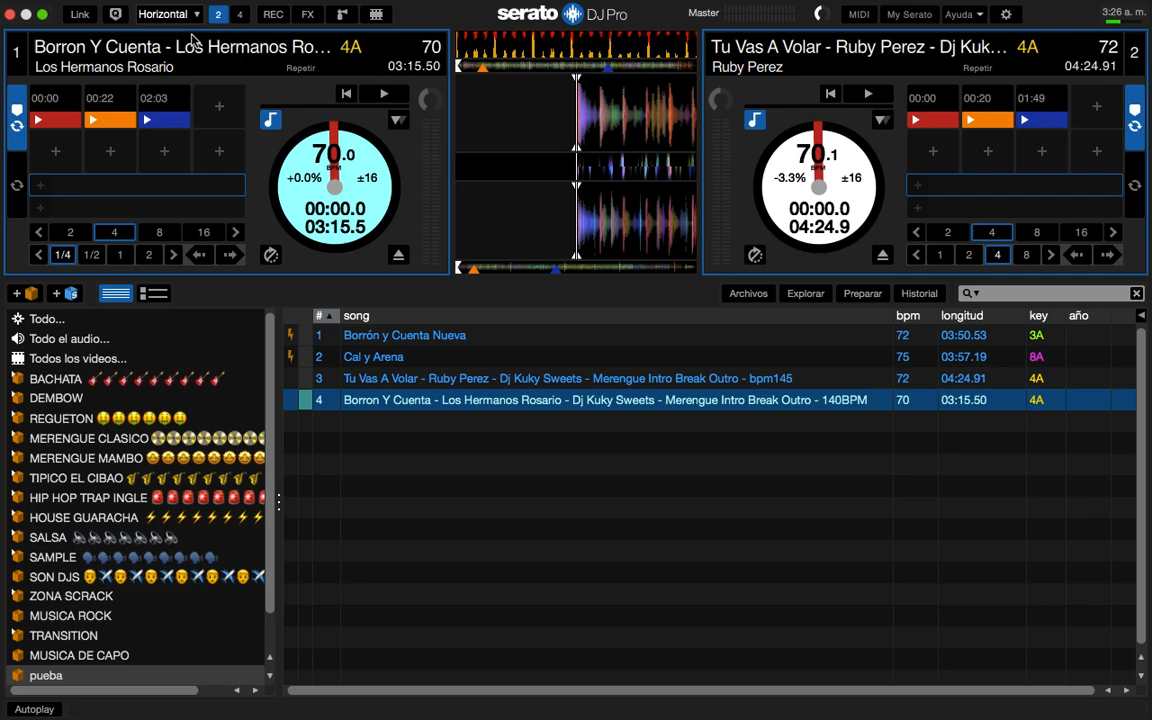 Link Horizontal ▾ 2 4 REC FX serato DJ Pro Master MIDI My Serato Ayuda ▾ 3:26 a. m.
1 Borron Y Cuenta - Los Hermanos Ro... 4A 70
Los Hermanos Rosario Repetir 03:15.50
00:00 00:22 02:03
70.0
BPM
+0.0% ±16
00:00.0
03:15.5
2 4 8 16
1/4 1/2 1 2
Tu Vas A Volar - Ruby Perez - Dj Kuk... 4A 72 2
Ruby Perez Repetir 04:24.91
00:00 00:20 01:49
70.1
BPM
-3.3% ±16
00:00.0
04:24.9
2 4 8 16
1 2 4 8
Archivos Explorar Preparar Historial
Todo...
Todo el audio...
Todos los videos...
BACHATA 🎸🎸🎸🎸🎸🎸🎸🎸🎸
DEMBOW
REGUETON 🤑🤑🤑🤑🤑
MERENGUE CLASICO 📀📀📀📀📀📀📀
MERENGUE MAMBO 🤩🤩🤩🤩🤩🤩🤩
TIPICO EL CIBAO 🎷🎷🎷🎷🎷🎷🎷🎷
HIP HOP TRAP INGLE 🚨🚨🚨🚨🚨🚨
HOUSE GUARACHA ⚡⚡⚡⚡⚡⚡⚡
SALSA
SAMPLE 🗣🗣🗣🗣🗣🗣🗣🗣
SON DJS 👨✈️👨✈️👨✈️👨✈️👨✈️
ZONA SCRACK
MUSICA ROCK
TRANSITION
MUSICA DE CAPO
pueba
# song bpm longitud key año
1 Borrón y Cuenta Nueva 72 03:50.53 3A
2 Cal y Arena 75 03:57.19 8A
3 Tu Vas A Volar - Ruby Perez - Dj Kuky Sweets - Merengue Intro Break Outro - bpm145 72 04:24.91 4A
4 Borron Y Cuenta - Los Hermanos Rosario - Dj Kuky Sweets - Merengue Intro Break Outro - 140BPM 70 03:15.50 4A
Autoplay